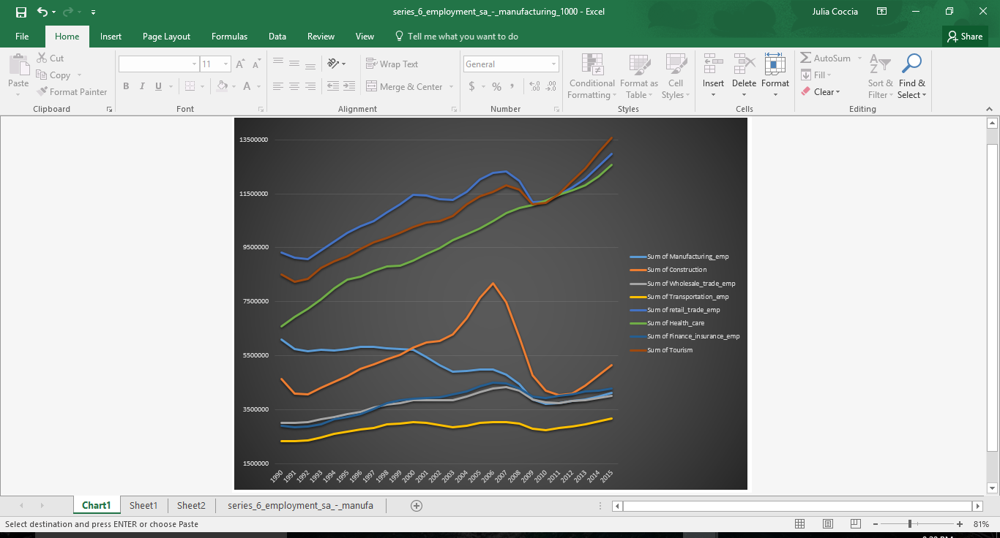 series_6_employment_sa_-_manufacturing_1000 - Excel
Julia Coccia
File Home Insert Page Layout Formulas Data Review View Tell me what you want to do
Share
Paste
Cut
Copy
Format Painter
Clipboard
11
B I U
Font
Wrap Text
Merge & Center
Alignment
General
$ % ,
Number
Conditional Formatting
Format as Table
Cell Styles
Styles
Insert
Delete
Format
Cells
AutoSum
Fill
Clear
Sort & Filter
Find & Select
Editing
13500000
11500000
9500000
7500000
5500000
3500000
1500000
1990 1991 1992 1993 1994 1995 1996 1997 1998 1999 2000 2001 2002 2003 2004 2005 2006 2007 2008 2009 2010 2011 2012 2013 2014 2015
Sum of Manufacturing_emp
Sum of Construction
Sum of Wholesale_trade_emp
Sum of Transportation_emp
Sum of retail_trade_emp
Sum of Health_care
Sum of Finance_insurance_emp
Sum of Tourism
Chart1 Sheet1 Sheet2 series_6_employment_sa_-_manufa
Select destination and press ENTER or choose Paste
81%